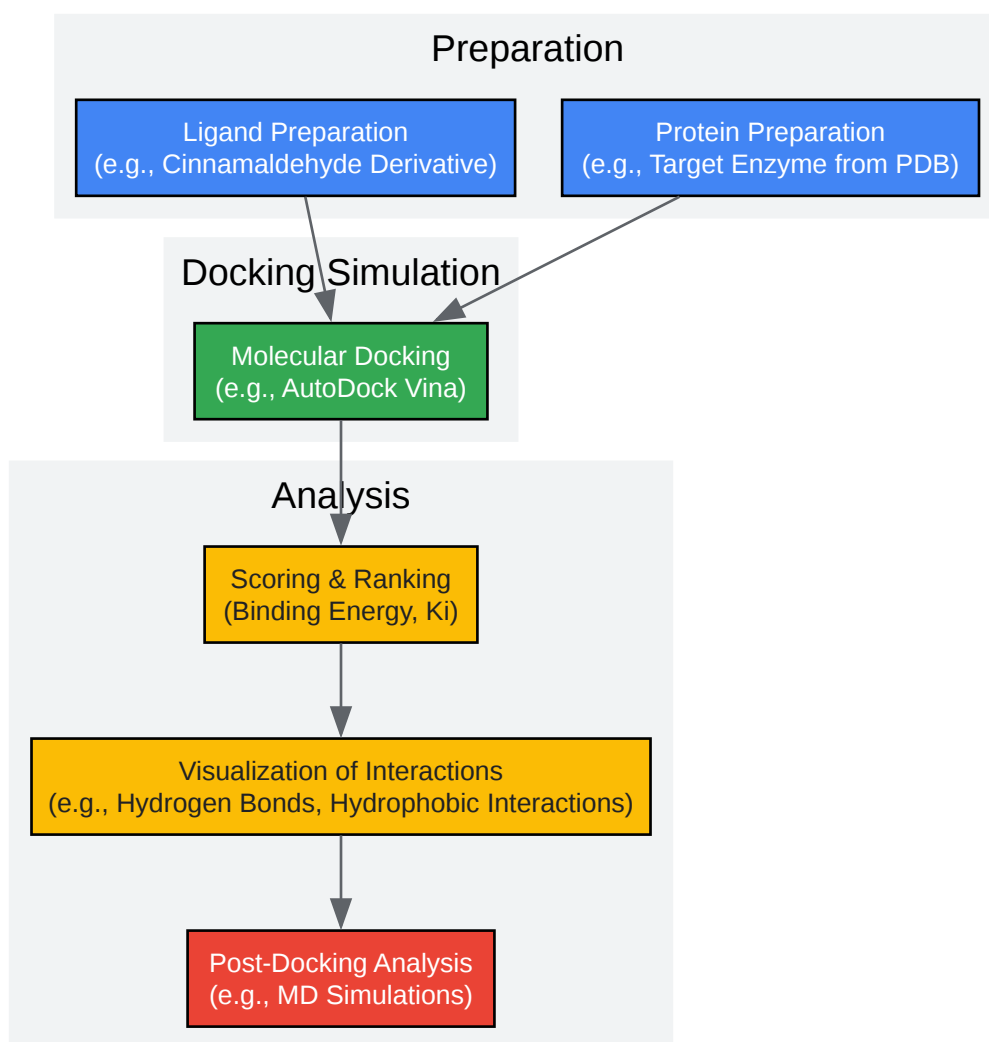 Preparation
Ligand Preparation
(e.g., Cinnamaldehyde Derivative)
Protein Preparation
(e.g., Target Enzyme from PDB)
Docking Simulation
Molecular Docking
(e.g., AutoDock Vina)
Analysis
Scoring & Ranking
(Binding Energy, Ki)
Visualization of Interactions
(e.g., Hydrogen Bonds, Hydrophobic Interactions)
Post-Docking Analysis
(e.g., MD Simulations)